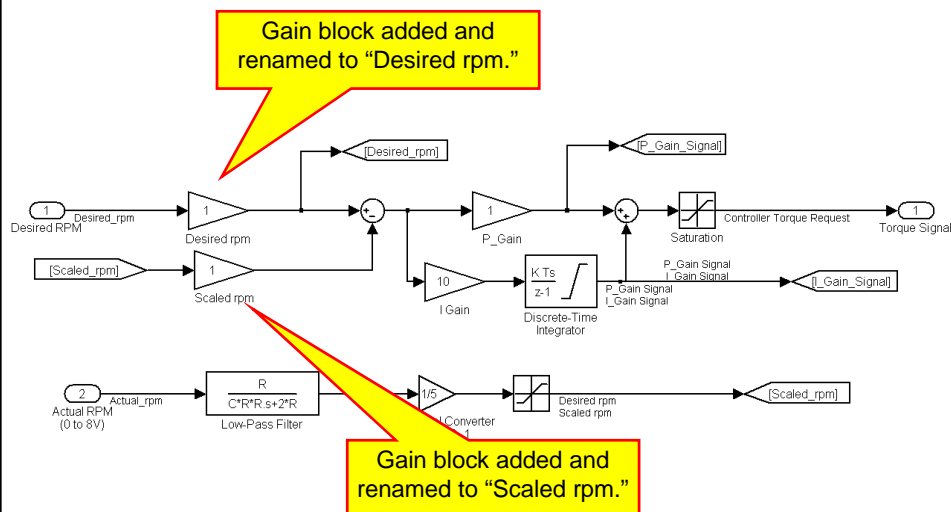 Gain block added and
renamed to “Desired rpm.”
[Desired_rpm]
[P_Gain_Signal]
1
Desired RPM
Desired_rpm
1
Desired rpm
+
−
1
P_Gain
+
+
Saturation
Controller Torque Request
1
Torque Signal
[Scaled_rpm]
1
Scaled rpm
10
I Gain
K Ts
z-1
Discrete-Time
Integrator
P_Gain Signal
I_Gain Signal
P_Gain Signal
I_Gain Signal
[I_Gain_Signal]
2
Actual RPM
(0 to 8V)
Actual_rpm
R
C*R*R.s+2*R
Low-Pass Filter
1/5
Converter
Desired rpm
Scaled rpm
[Scaled_rpm]
Gain block added and
renamed to “Scaled rpm.”